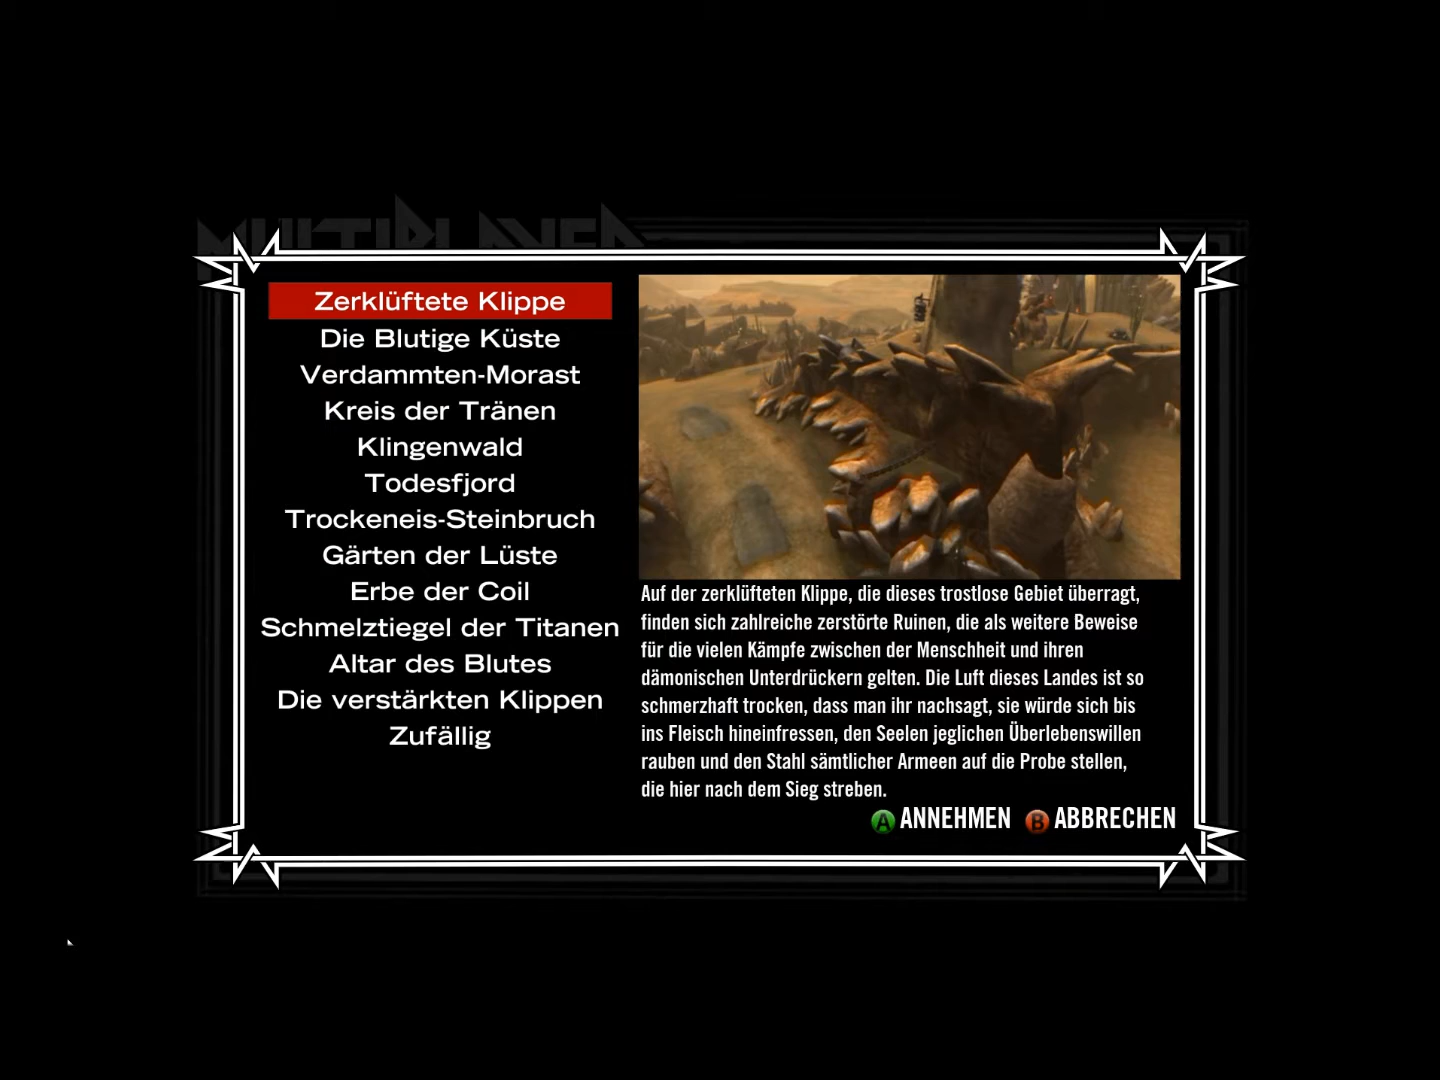 MULTIPLAYER
Zerklüftete Klippe
Die Blutige Küste
Verdammten-Morast
Kreis der Tränen
Klingenwald
Todesfjord
Trockeneis-Steinbruch
Gärten der Lüste
Erbe der Coil
Schmelztiegel der Titanen
Altar des Blutes
Die verstärkten Klippen
Zufällig
Auf der zerklüfteten Klippe, die dieses trostlose Gebiet überragt,
finden sich zahlreiche zerstörte Ruinen, die als weitere Beweise
für die vielen Kämpfe zwischen der Menschheit und ihren
dämonischen Unterdrückern gelten. Die Luft dieses Landes ist so
schmerzhaft trocken, dass man ihr nachsagt, sie würde sich bis
ins Fleisch hineinfressen, den Seelen jeglichen Überlebenswillen
rauben und den Stahl sämtlicher Armeen auf die Probe stellen,
die hier nach dem Sieg streben.
A ANNEHMEN B ABBRECHEN